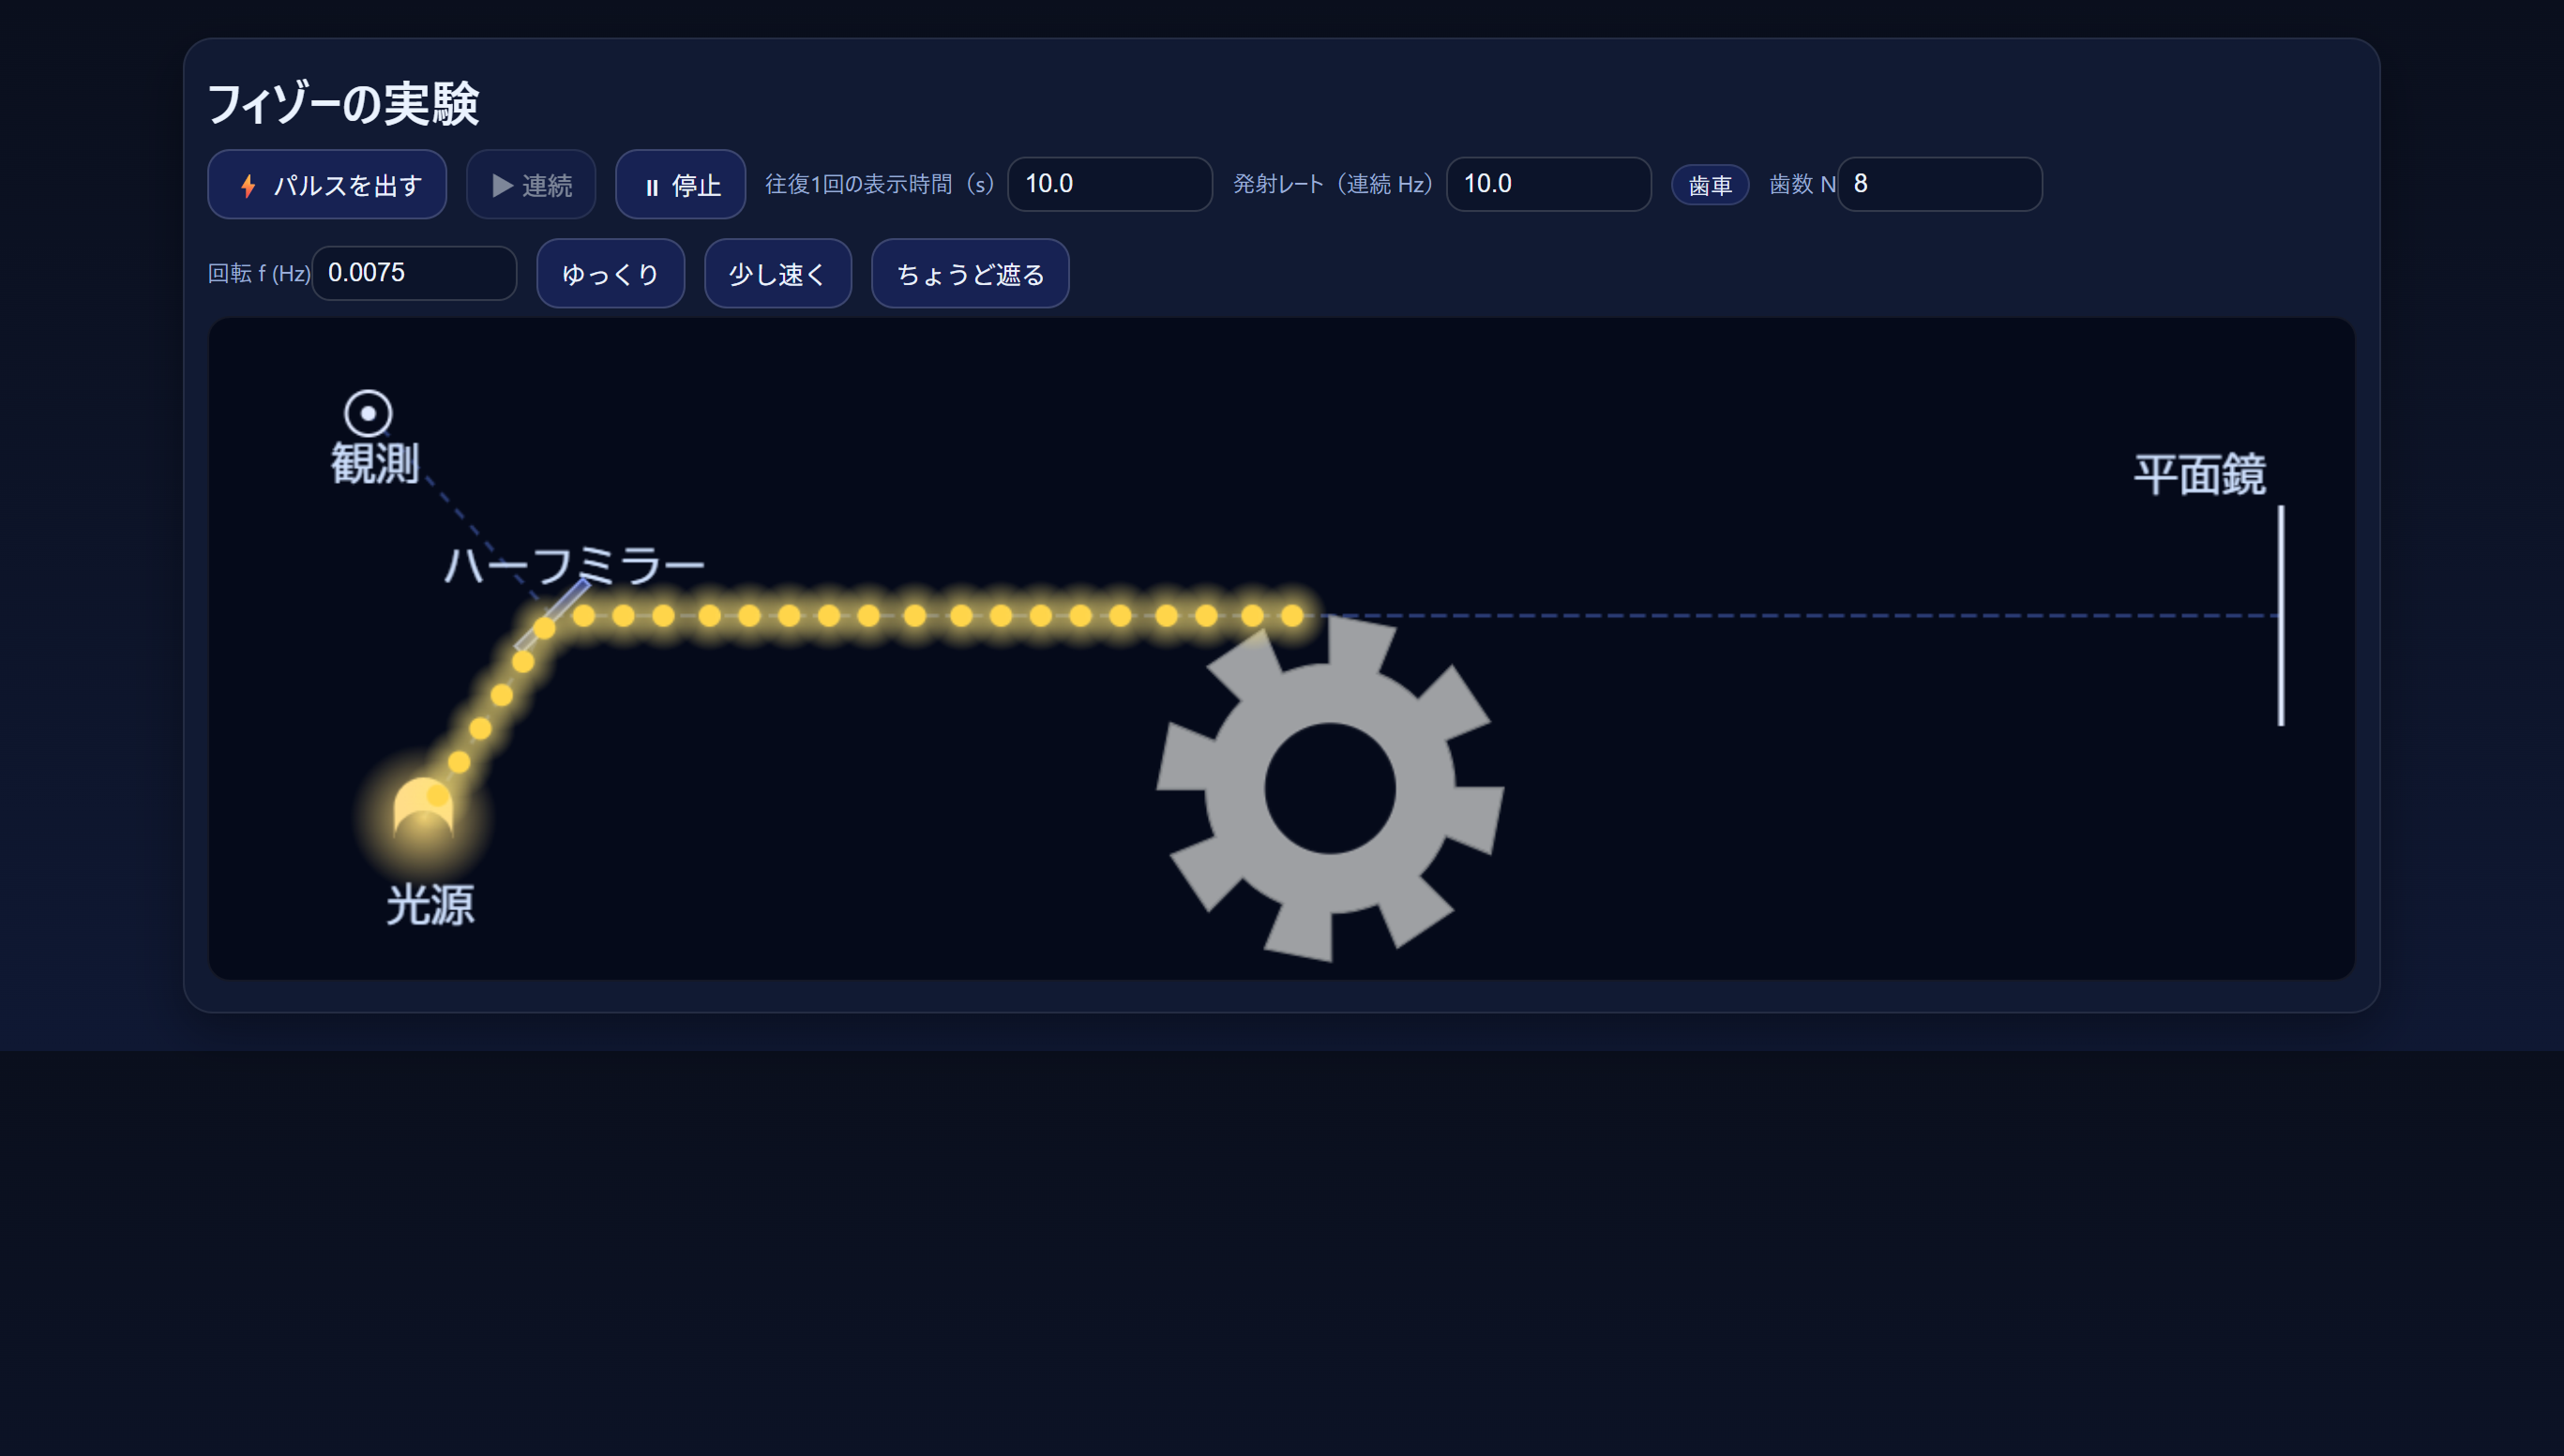 フィゾーの実験
⚡ パルスを出す ▶ 連続 ⏸ 停止 往復1回の表示時間（s） 10.0 発射レート（連続 Hz） 10.0 歯車 歯数 N 8
回転 f (Hz) 0.0075 ゆっくり 少し速く ちょうど遮る
観測
平面鏡
ハーフミラー
光源